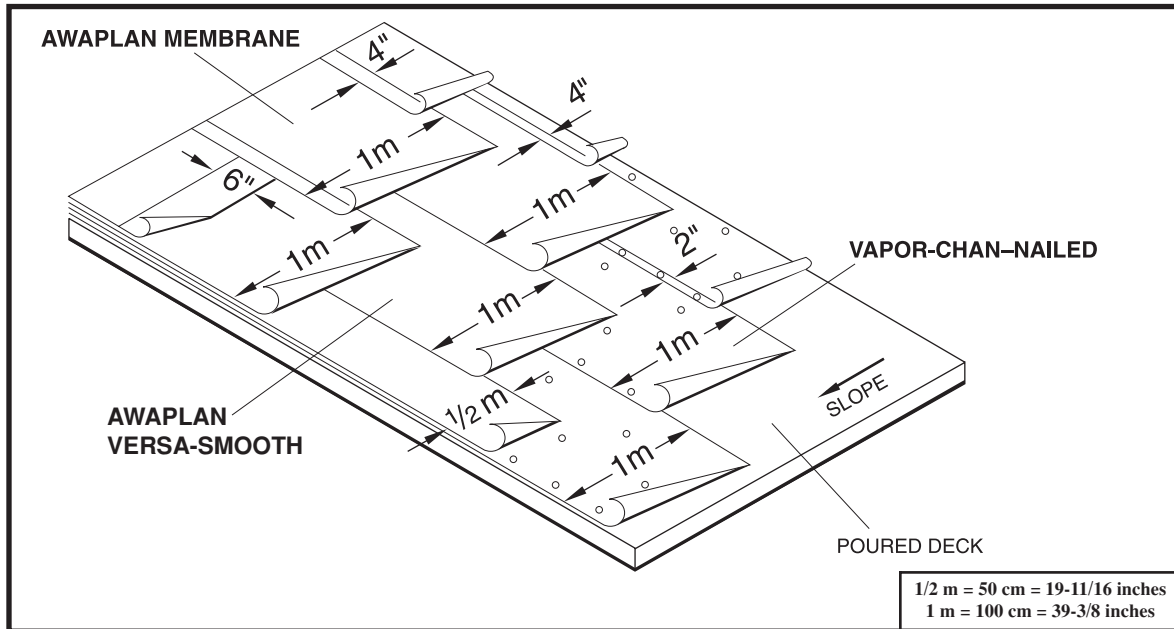 AWAPLAN MEMBRANE
4"
4"
1m
6"
1m
1m
2"
VAPOR-CHAN–NAILED
1m
1m
AWAPLAN
VERSA-SMOOTH
1/2 m
1m
SLOPE
POURED DECK
1/2 m = 50 cm = 19-11/16 inches
1 m = 100 cm = 39-3/8 inches